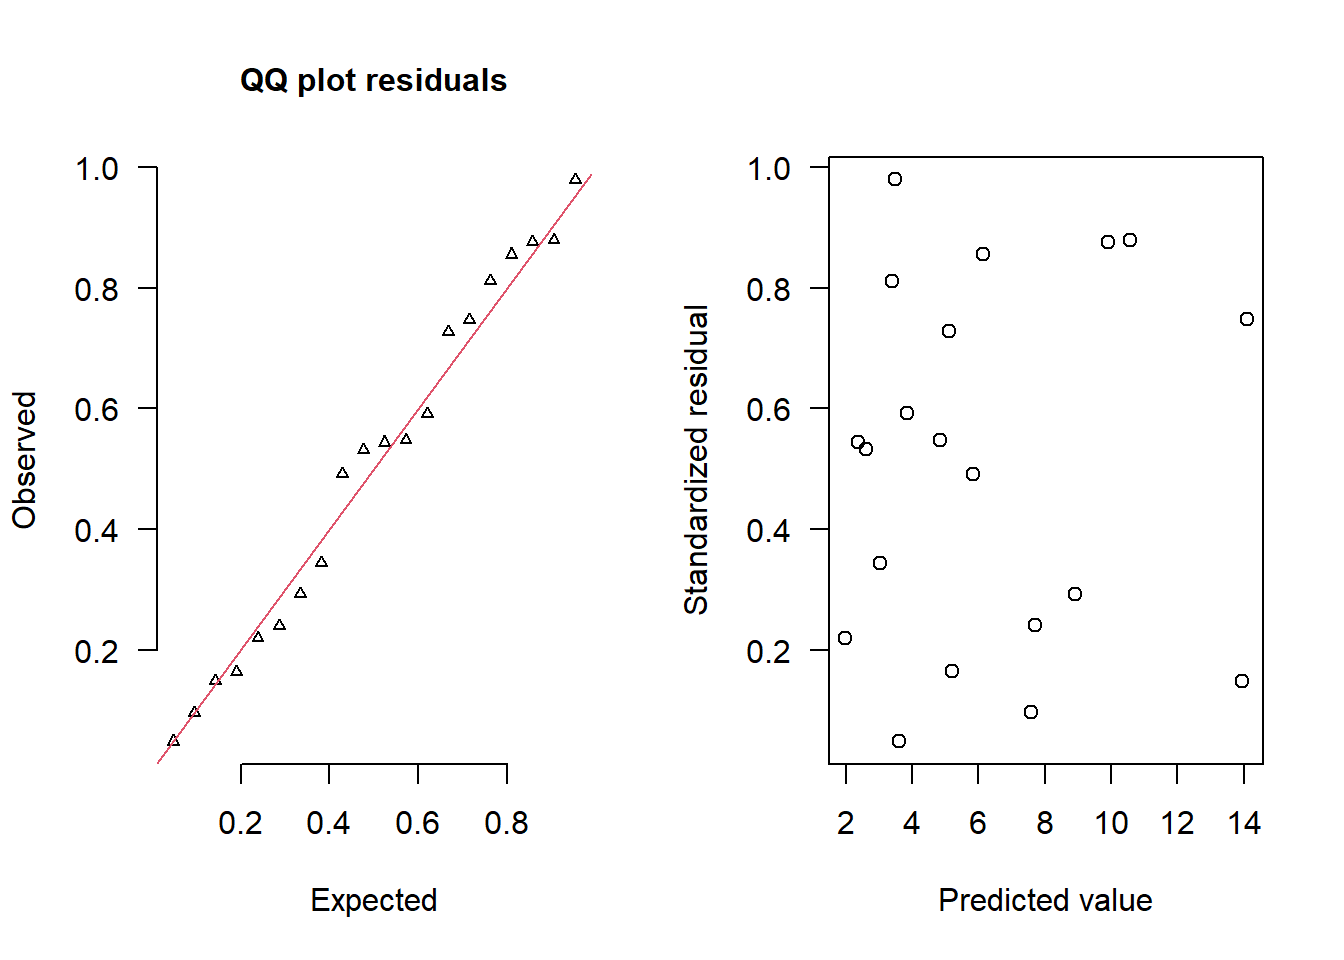 QQ plot residuals
1.0
0.8
0.6
0.4
0.2
Observed
0.2 0.4 0.6 0.8
Expected
1.0
0.8
0.6
0.4
0.2
Standardized residual
2 4 6 8 10 12 14
Predicted value